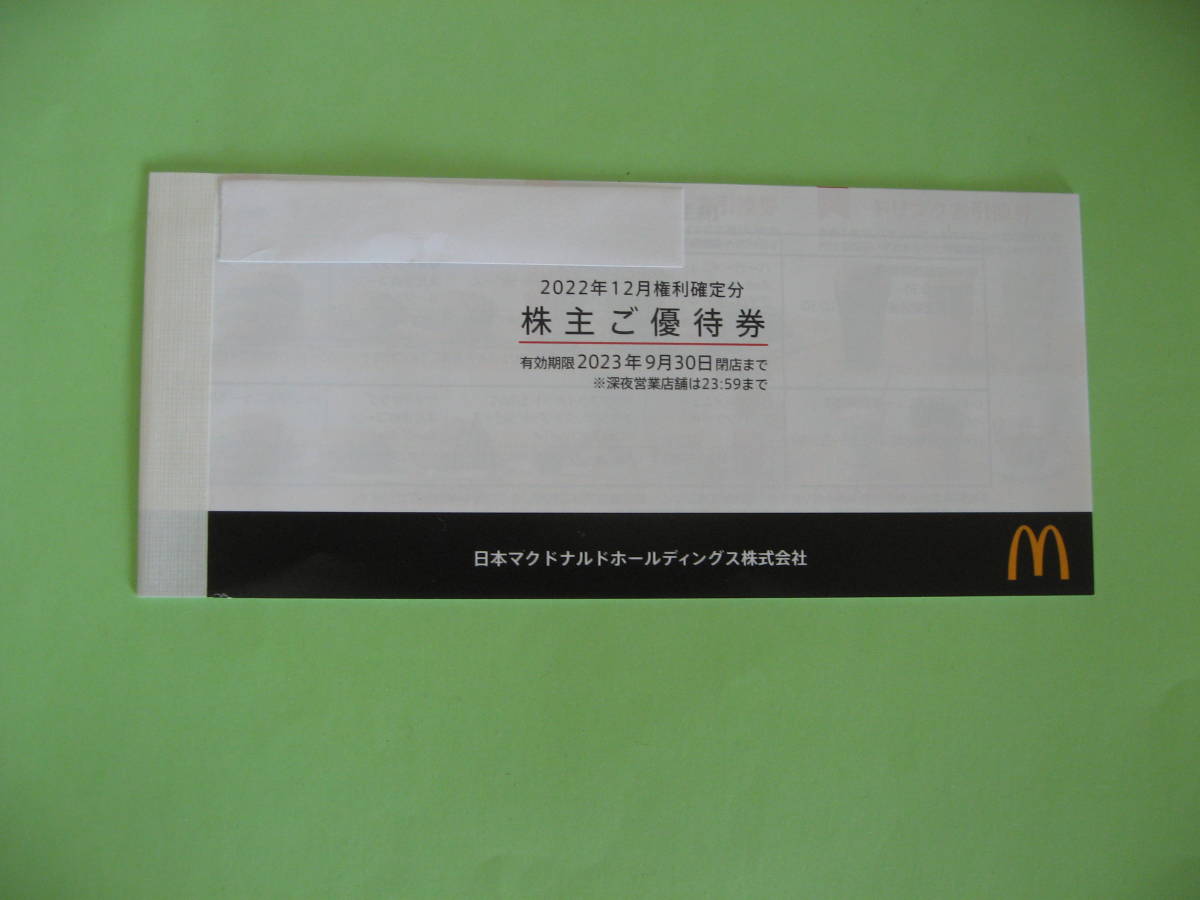 2022年12月権利確定分
株主ご優待券
有効期限2023年9月30日閉店まで
※深夜営業店舗は23:59まで
日本マクドナルドホールディングス株式会社